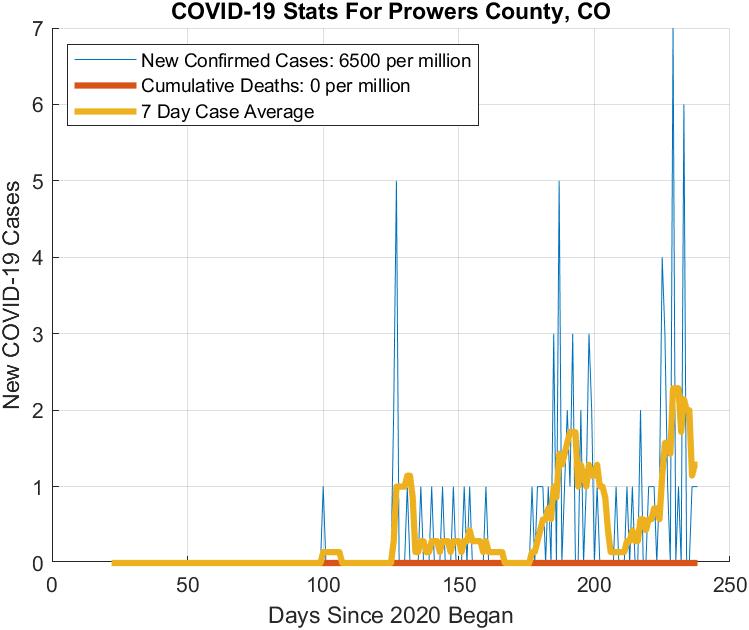 COVID-19 Stats For Prowers County, CO
New Confirmed Cases: 6500 per million
Cumulative Deaths: 0 per million
7 Day Case Average
New COVID-19 Cases
7
6
5
4
3
2
1
0
0 50 100 150 200 250
Days Since 2020 Began